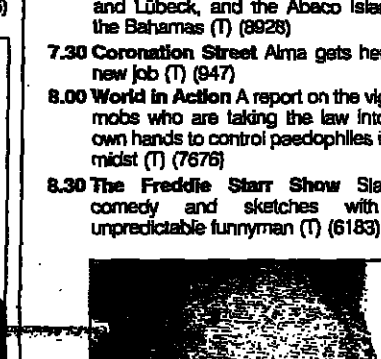 and Lübeck, and the Abaco Isla
the Bahamas (T) (8928)
7.30 Coronation Street Alma gets he
new job (T) (947)
8.00 World in Action A report on the vig
mobs who are taking the law into
own hands to control paedophiles i
midst (T) (7676)
8.30 The Freddie Starr Show Sla
comedy and sketches with
unpredictable funnyman (T) (6183)